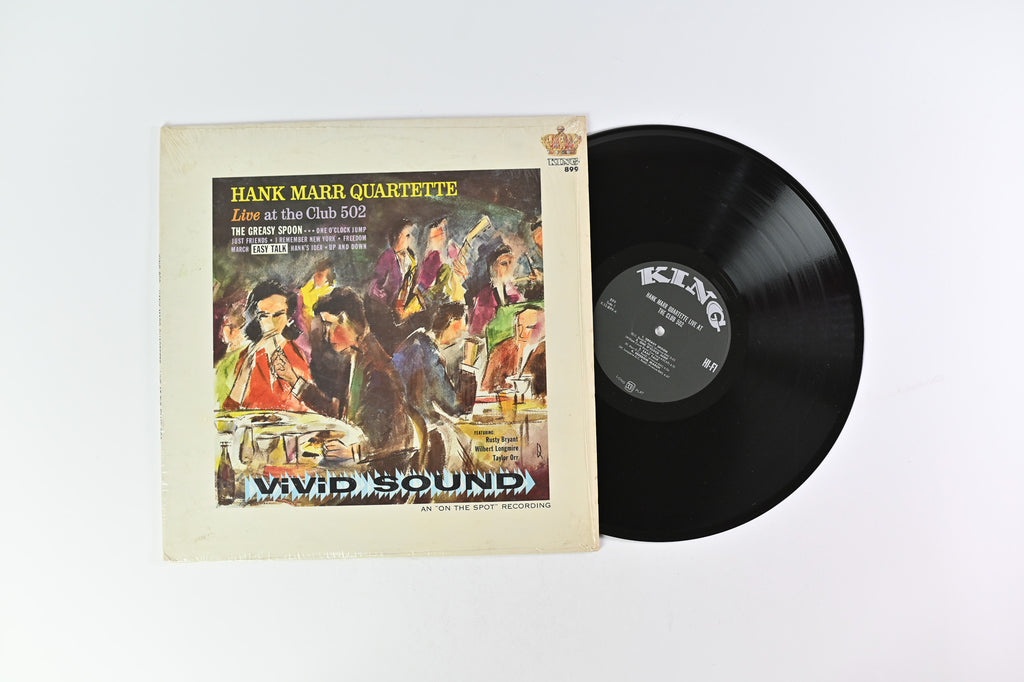 KING
899
HANK MARR QUARTETTE
Live at the Club 502
THE GREASY SPOON • • • ONE O'CLOCK JUMP
JUST FRIENDS • I REMEMBER NEW YORK • FREEDOM
MARCH EASY TALK HANK'S IDEA • UP AND DOWN
FEATURING:
Rusty Bryant
Wilbert Longmire
Taylor Orr
ViViD SOUND
AN "ON THE SPOT" RECORDING
KING
HANK MARR QUARTETTE LIVE AT
THE CLUB 502
HI-FI